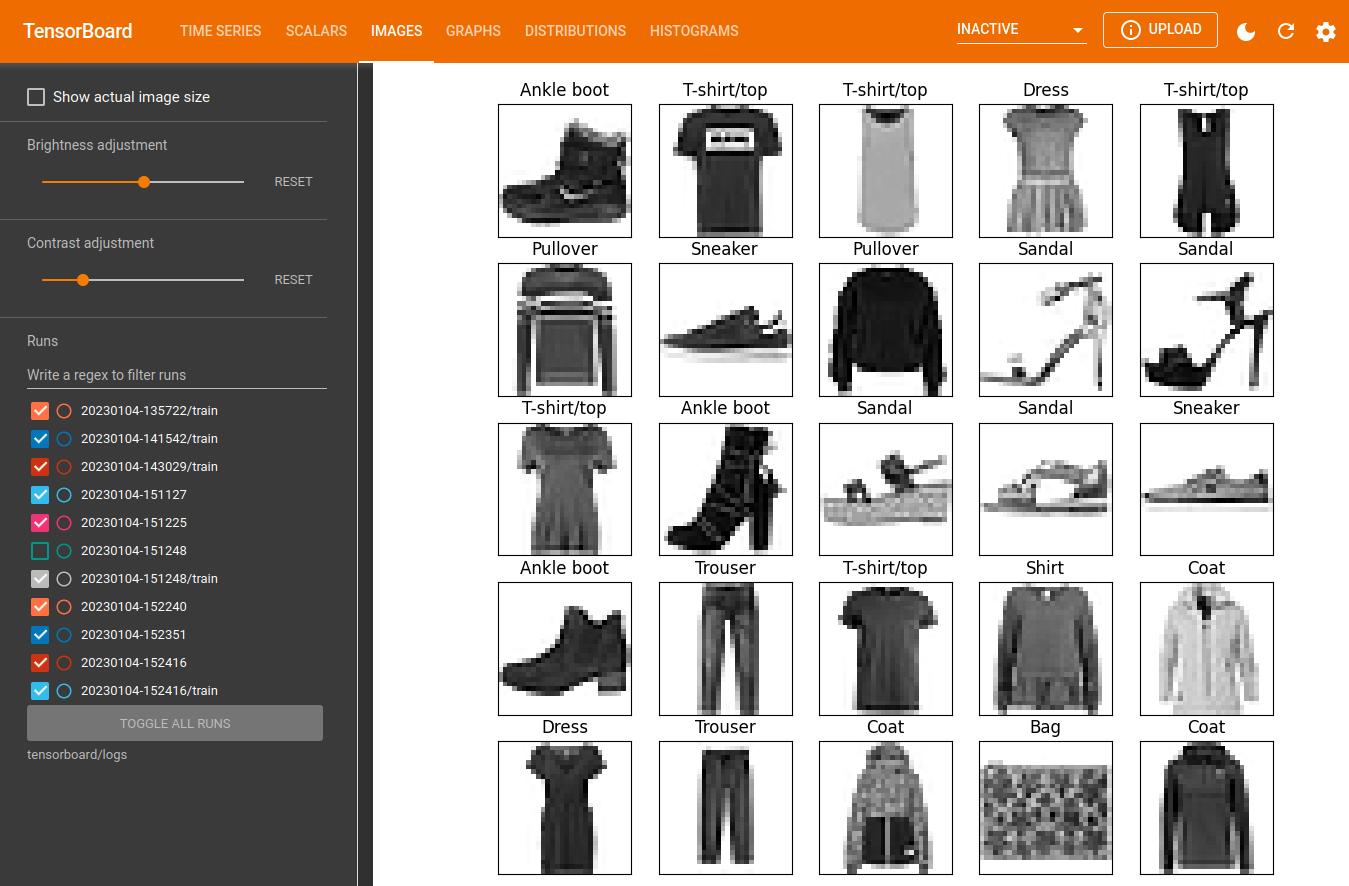 TensorBoard TIME SERIES SCALARS IMAGES GRAPHS DISTRIBUTIONS HISTOGRAMS INACTIVE UPLOAD
Show actual image size
Brightness adjustment
RESET
Contrast adjustment
RESET
Runs
Write a regex to filter runs
20230104-135722/train
20230104-141542/train
20230104-143029/train
20230104-151127
20230104-151225
20230104-151248
20230104-151248/train
20230104-152240
20230104-152351
20230104-152416
20230104-152416/train
TOGGLE ALL RUNS
tensorboard/logs
Ankle boot T-shirt/top T-shirt/top Dress T-shirt/top
Pullover Sneaker Pullover Sandal Sandal
T-shirt/top Ankle boot Sandal Sandal Sneaker
Ankle boot Trouser T-shirt/top Shirt Coat
Dress Trouser Coat Bag Coat